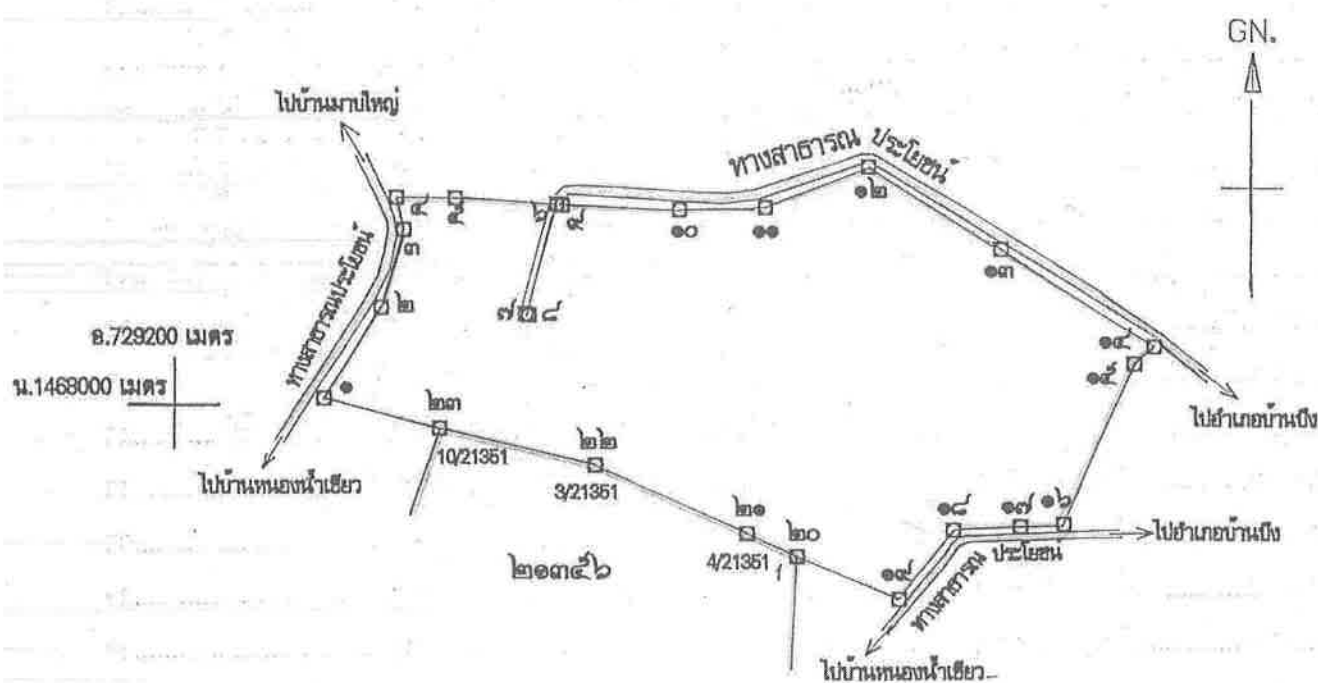 GN.
ไปบ้านมาบใหญ่
ทางสาธารณ ประโยชน์
๑๒
๔
๕
๖
๙
๑๐
๑๑
๓
๑๓
ทางสาธารณประโยชน์
๒
๗
๘
อ.729200 เมตร
๑๔
๑๕
น.1468000 เมตร
๑
๒๓
ไปอำเภอบ้านบึง
๒๒
10/21351
ไปบ้านหนองน้ำเขียว
3/21351
๒๑
๒๐
๑๘
๑๗
๑๖
ไปอำเภอบ้านบึง
4/21351
ประโยชน์
๒๑๓๕๖
๑๙
ทางสาธารณ
ไปบ้านหนองน้ำเขียว